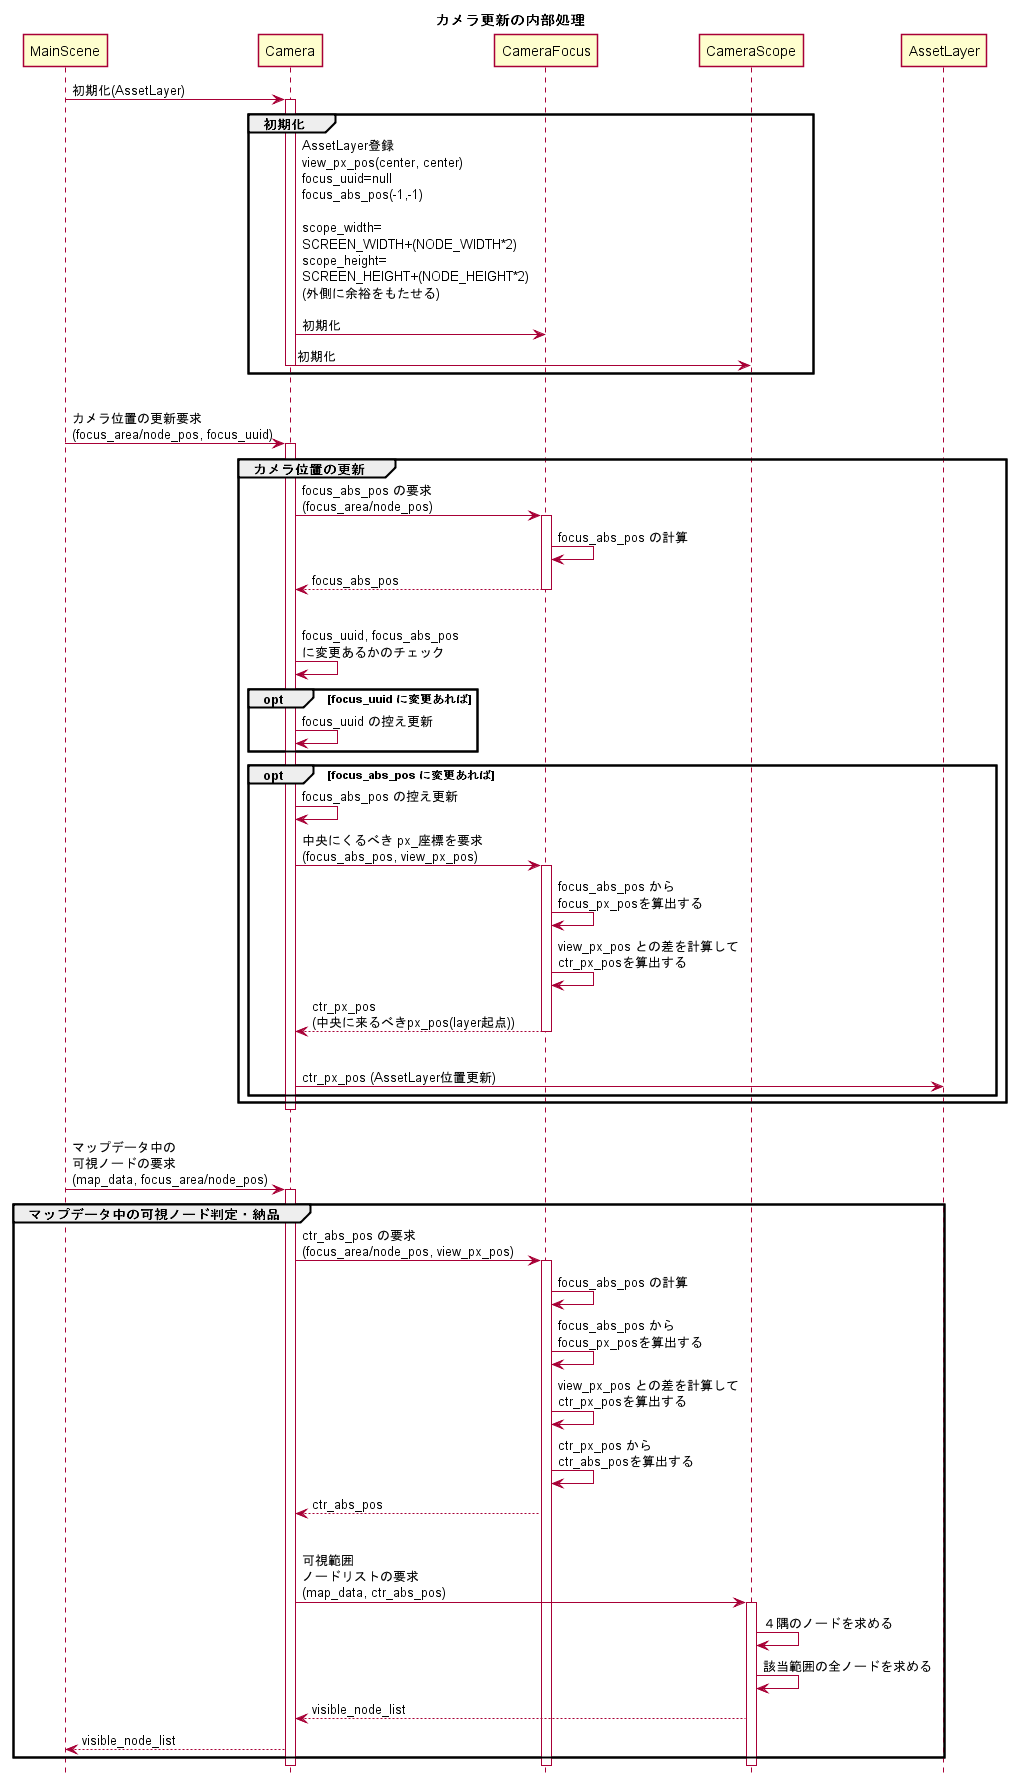 カメラ更新の内部処理
MainScene
Camera
CameraFocus
CameraScope
AssetLayer
初期化(AssetLayer)
初期化
AssetLayer登録
view_px_pos(center, center)
focus_uuid=null
focus_abs_pos(-1,-1)
scope_width=
SCREEN_WIDTH+(NODE_WIDTH*2)
scope_height=
SCREEN_HEIGHT+(NODE_HEIGHT*2)
(外側に余裕をもたせる)
初期化
初期化
カメラ位置の更新要求
(focus_area/node_pos, focus_uuid)
カメラ位置の更新
focus_abs_pos の要求
(focus_area/node_pos)
focus_abs_pos の計算
focus_abs_pos
focus_uuid, focus_abs_pos
に変更あるかのチェック
opt
[focus_uuid に変更あれば]
focus_uuid の控え更新
opt
[focus_abs_pos に変更あれば]
focus_abs_pos の控え更新
中央にくるべき px_座標を要求
(focus_abs_pos, view_px_pos)
focus_abs_pos から
focus_px_posを算出する
view_px_pos との差を計算して
ctr_px_posを算出する
ctr_px_pos
(中央に来るべきpx_pos(layer起点))
ctr_px_pos (AssetLayer位置更新)
マップデータ中の
可視ノードの要求
(map_data, focus_area/node_pos)
マップデータ中の可視ノード判定・納品
ctr_abs_pos の要求
(focus_area/node_pos, view_px_pos)
focus_abs_pos の計算
focus_abs_pos から
focus_px_posを算出する
view_px_pos との差を計算して
ctr_px_posを算出する
ctr_px_pos から
ctr_abs_posを算出する
ctr_abs_pos
可視範囲
ノードリストの要求
(map_data, ctr_abs_pos)
４隅のノードを求める
該当範囲の全ノードを求める
visible_node_list
visible_node_list